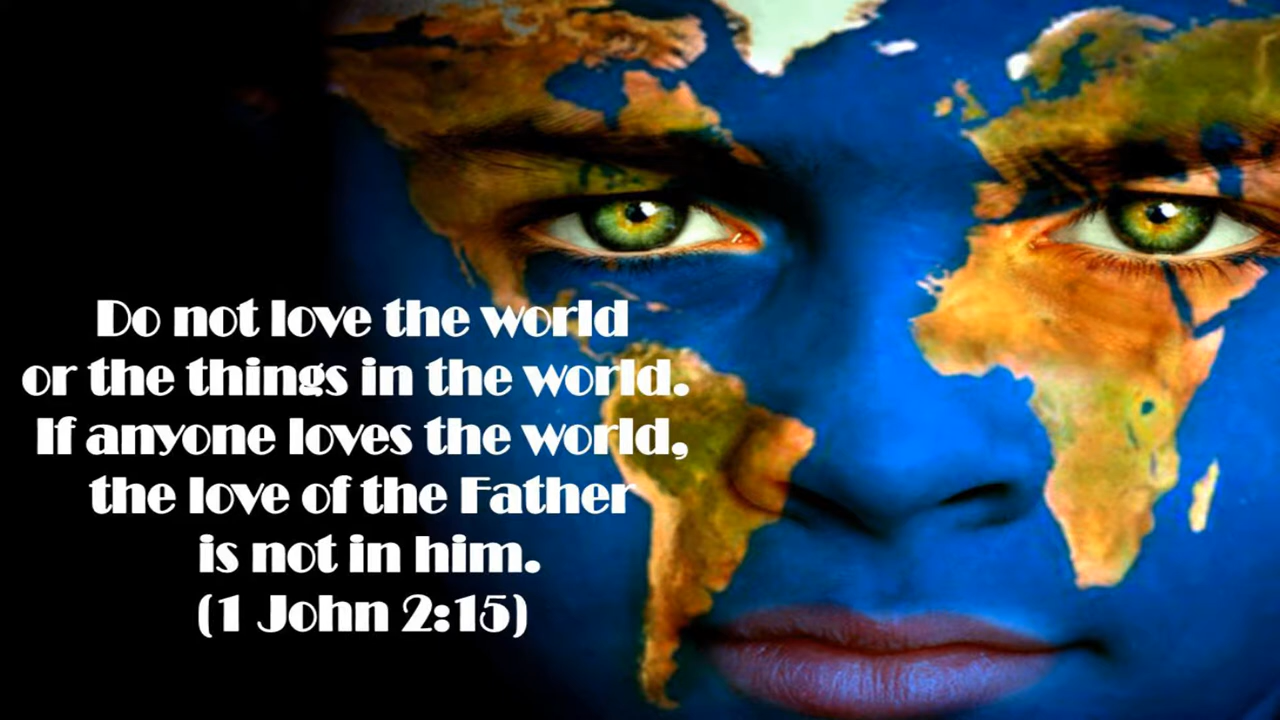 Do not love the world
or the things in the world.
If anyone loves the world,
the love of the Father
is not in him.
(1 John 2:15)